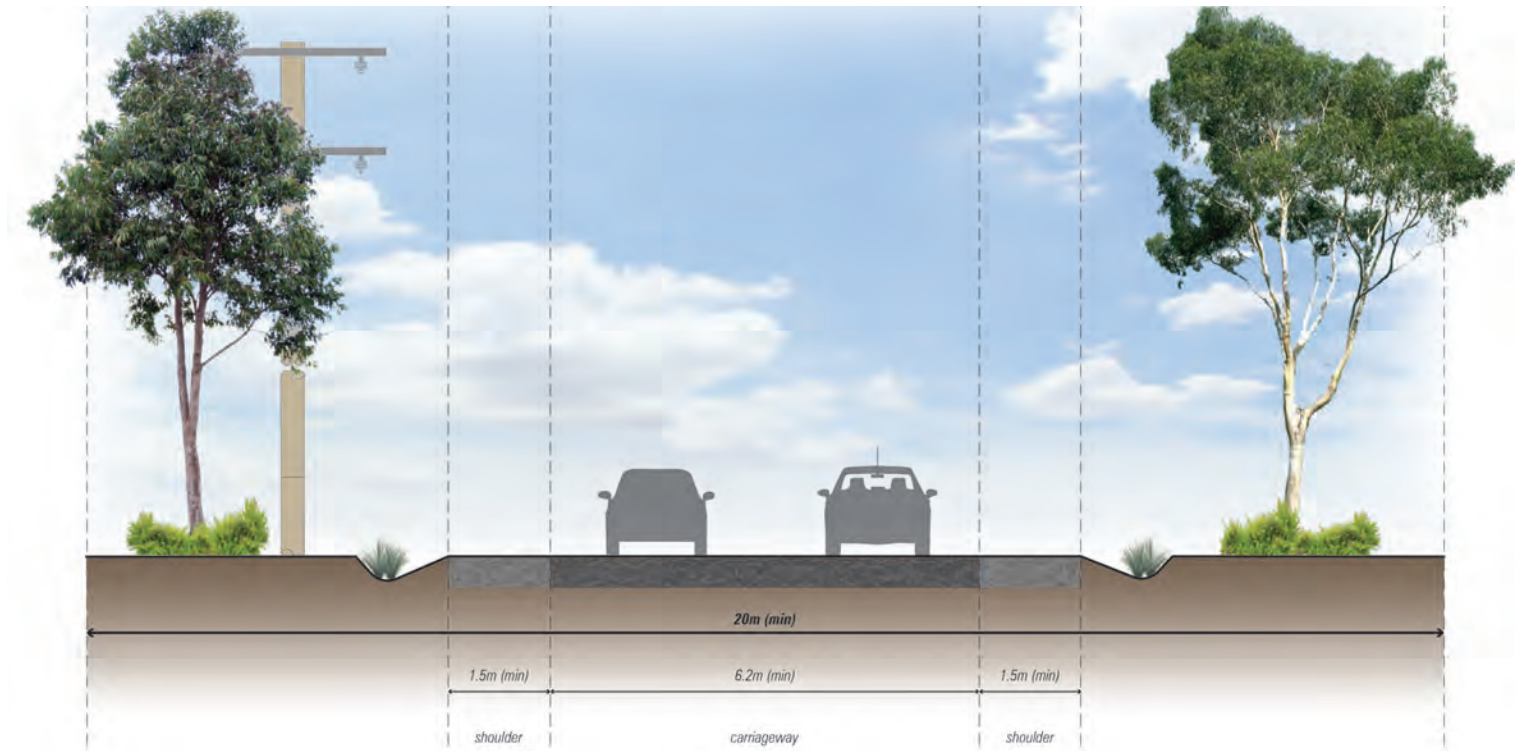 20m (min)
1.5m (min) 6.2m (min) 1.5m (min)
shoulder carriageway shoulder